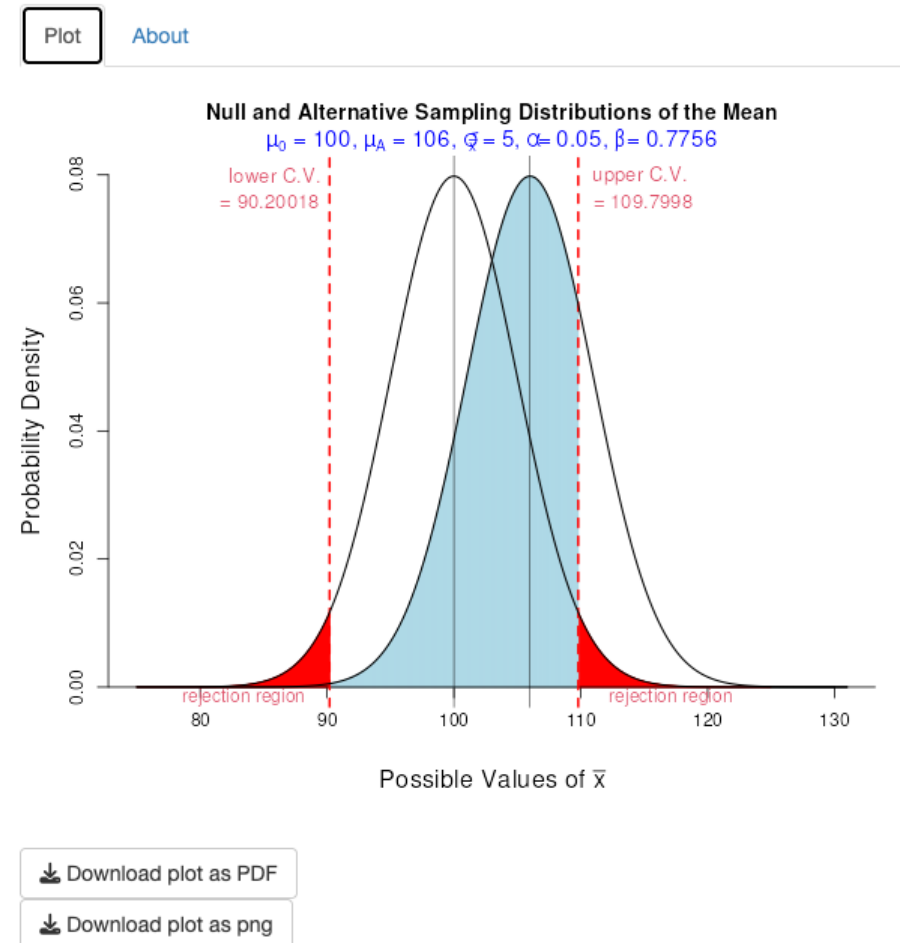 Plot About
Null and Alternative Sampling Distributions of the Mean
μ₀ = 100, μ_A = 106, σ_x̄ = 5, α = 0.05, β = 0.7756
lower C.V.
= 90.20018
upper C.V.
= 109.7998
Probability Density
0.08
0.06
0.04
0.02
0.00
rejection region
rejection region
80 90 100 110 120 130
Possible Values of x̄
Download plot as PDF
Download plot as png